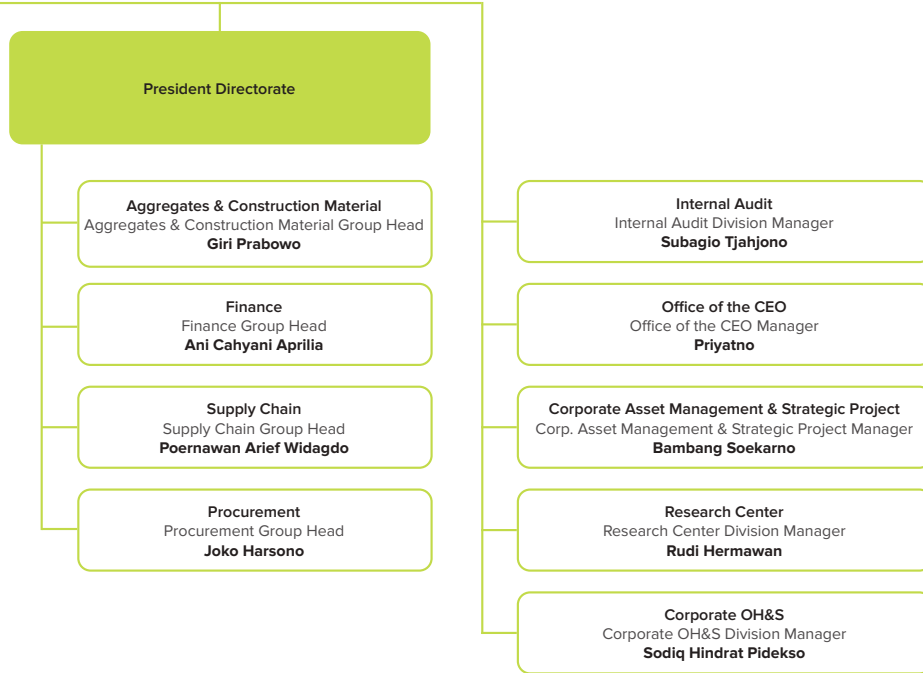 President Directorate
Aggregates & Construction Material
Aggregates & Construction Material Group Head
Giri Prabowo
Finance
Finance Group Head
Ani Cahyani Aprilia
Supply Chain
Supply Chain Group Head
Poernawan Arief Widagdo
Procurement
Procurement Group Head
Joko Harsono
Internal Audit
Internal Audit Division Manager
Subagio Tjahjono
Office of the CEO
Office of the CEO Manager
Priyatno
Corporate Asset Management & Strategic Project
Corp. Asset Management & Strategic Project Manager
Bambang Soekarno
Research Center
Research Center Division Manager
Rudi Hermawan
Corporate OH&S
Corporate OH&S Division Manager
Sodiq Hindrat Pidekso